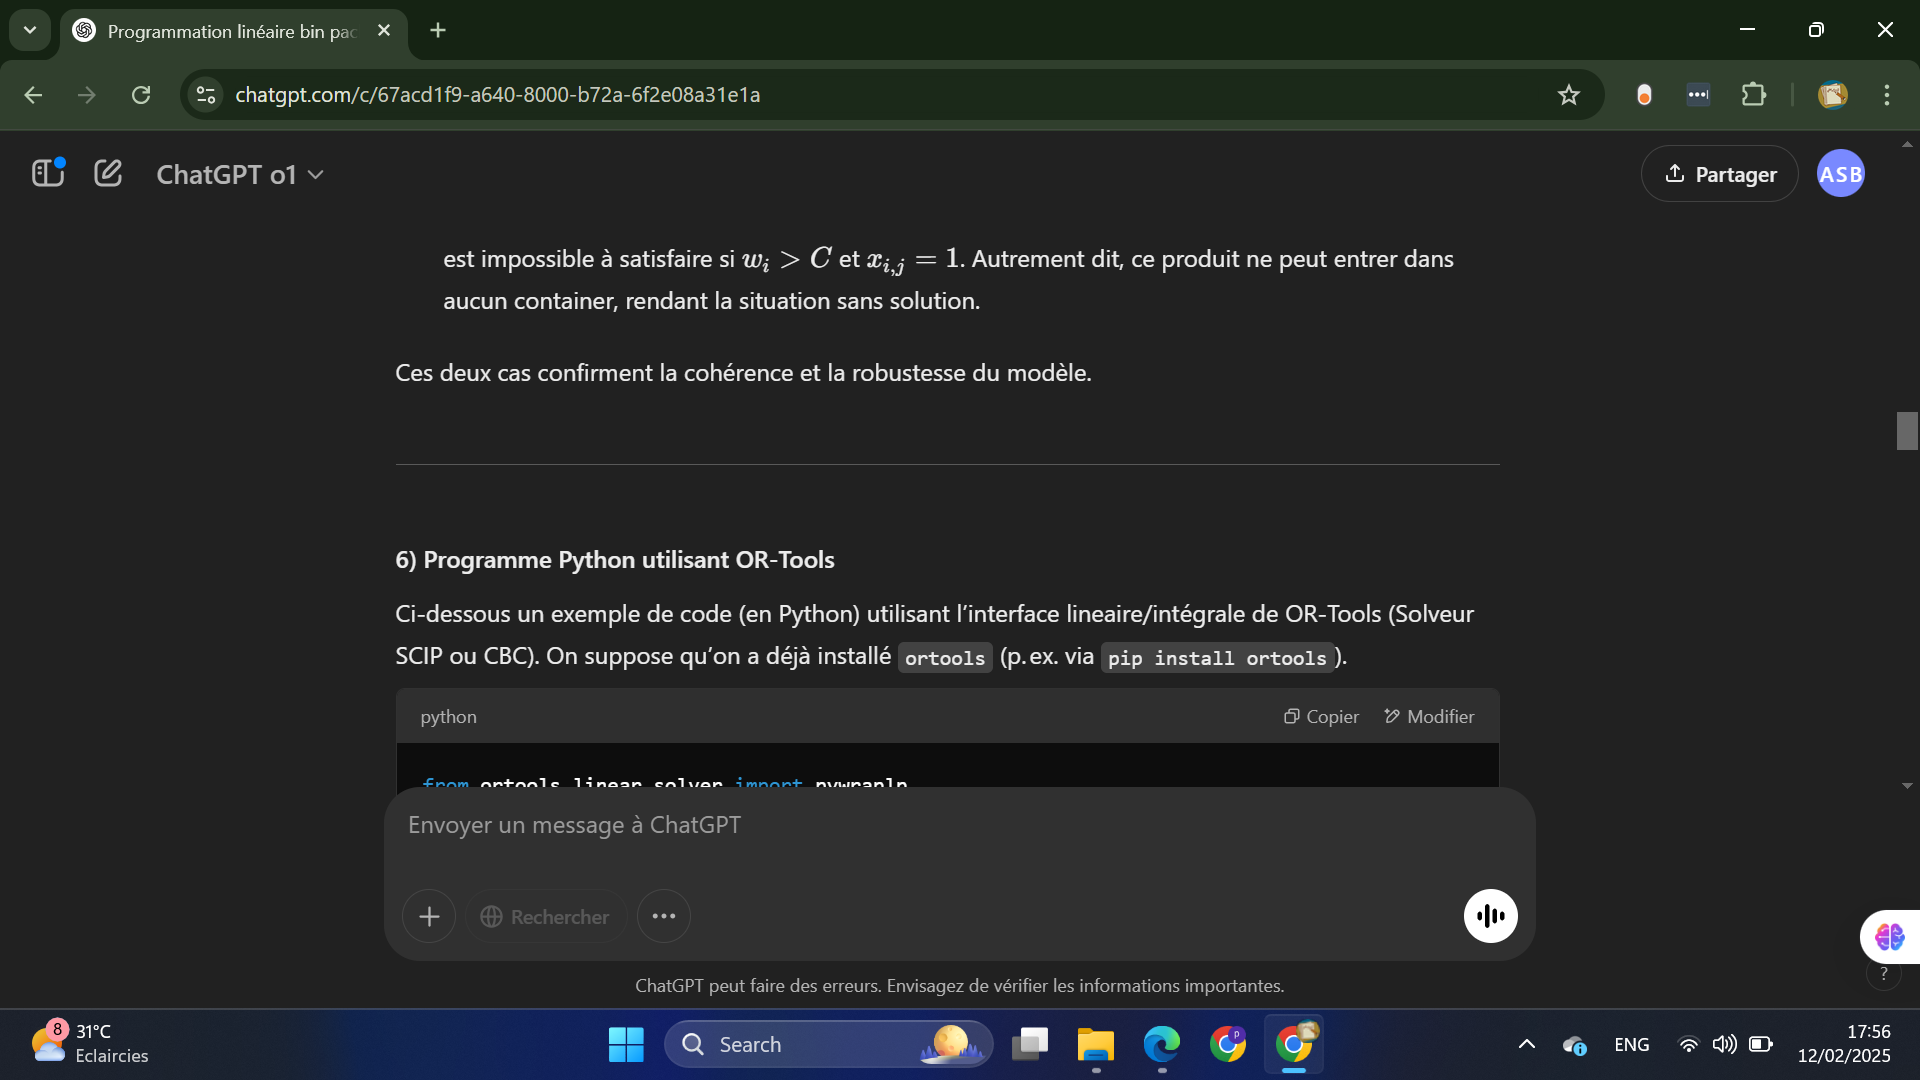 Programmation linéaire bin pac
chatgpt.com/c/67acd1f9-a640-8000-b72a-6f2e08a31e1a
ChatGPT o1
Partager
ASB
est impossible à satisfaire si w_i > C et x_{i,j} = 1. Autrement dit, ce produit ne peut entrer dans
aucun container, rendant la situation sans solution.
Ces deux cas confirment la cohérence et la robustesse du modèle.
6) Programme Python utilisant OR-Tools
Ci-dessous un exemple de code (en Python) utilisant l’interface lineaire/intégrale de OR-Tools (Solveur
SCIP ou CBC). On suppose qu’on a déjà installé ortools (p. ex. via pip install ortools ).
python
Copier
Modifier
from ortools.linear_solver import pywraplp
Envoyer un message à ChatGPT
Rechercher
ChatGPT peut faire des erreurs. Envisagez de vérifier les informations importantes.
?
8
31°C
Eclaircies
Search
p
ENG
17:56
12/02/2025